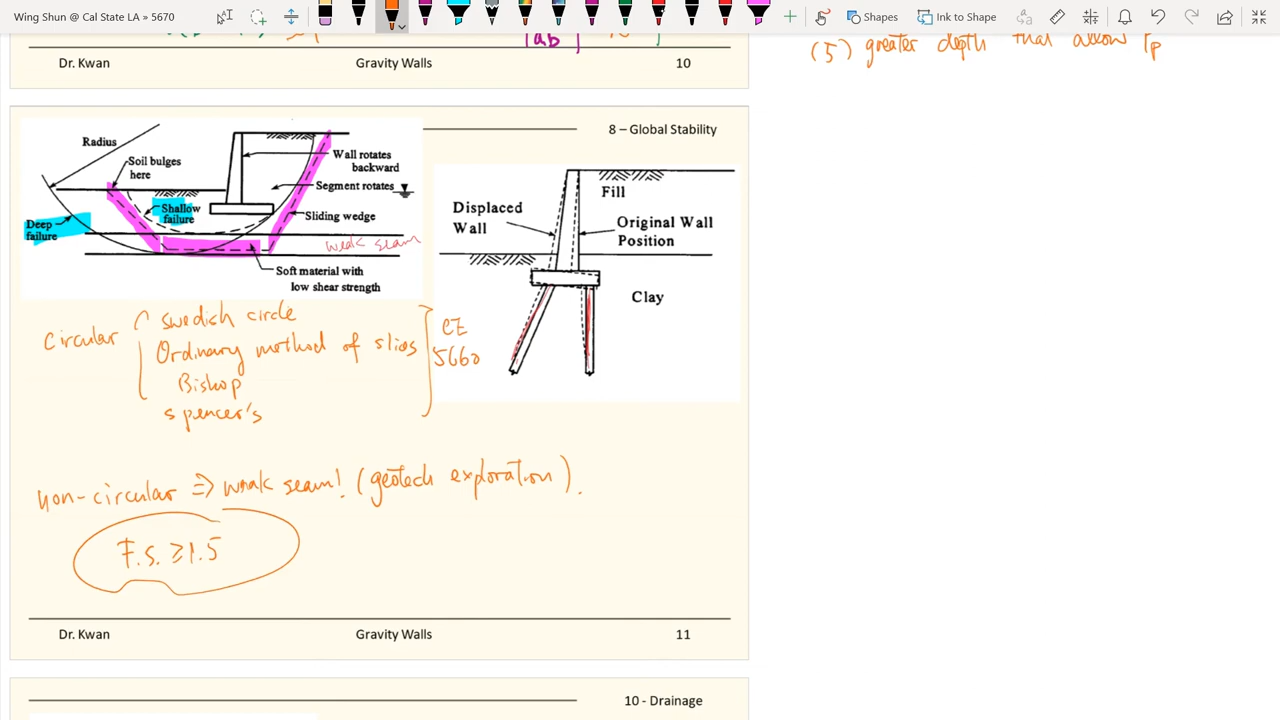 Wing Shun @ Cal State LA » 5670
Shapes
Ink to Shape
(5) greater depth that allow Pp
Dr. Kwan
Gravity Walls
10
8 – Global Stability
Radius
Soil bulges
here
Wall rotates
backward
Segment rotates
Shallow
failure
Sliding wedge
Deep
failure
weak seam
Soft material with
low shear strength
Fill
Displaced
Wall
Original Wall
Position
Clay
Circular
swedish circle
Ordinary method of slices
Bishop
spencer's
CE
5660
non-circular => weak seam! (geotech exploration).
F.S. ≥ 1.5
Dr. Kwan
Gravity Walls
11
10 - Drainage